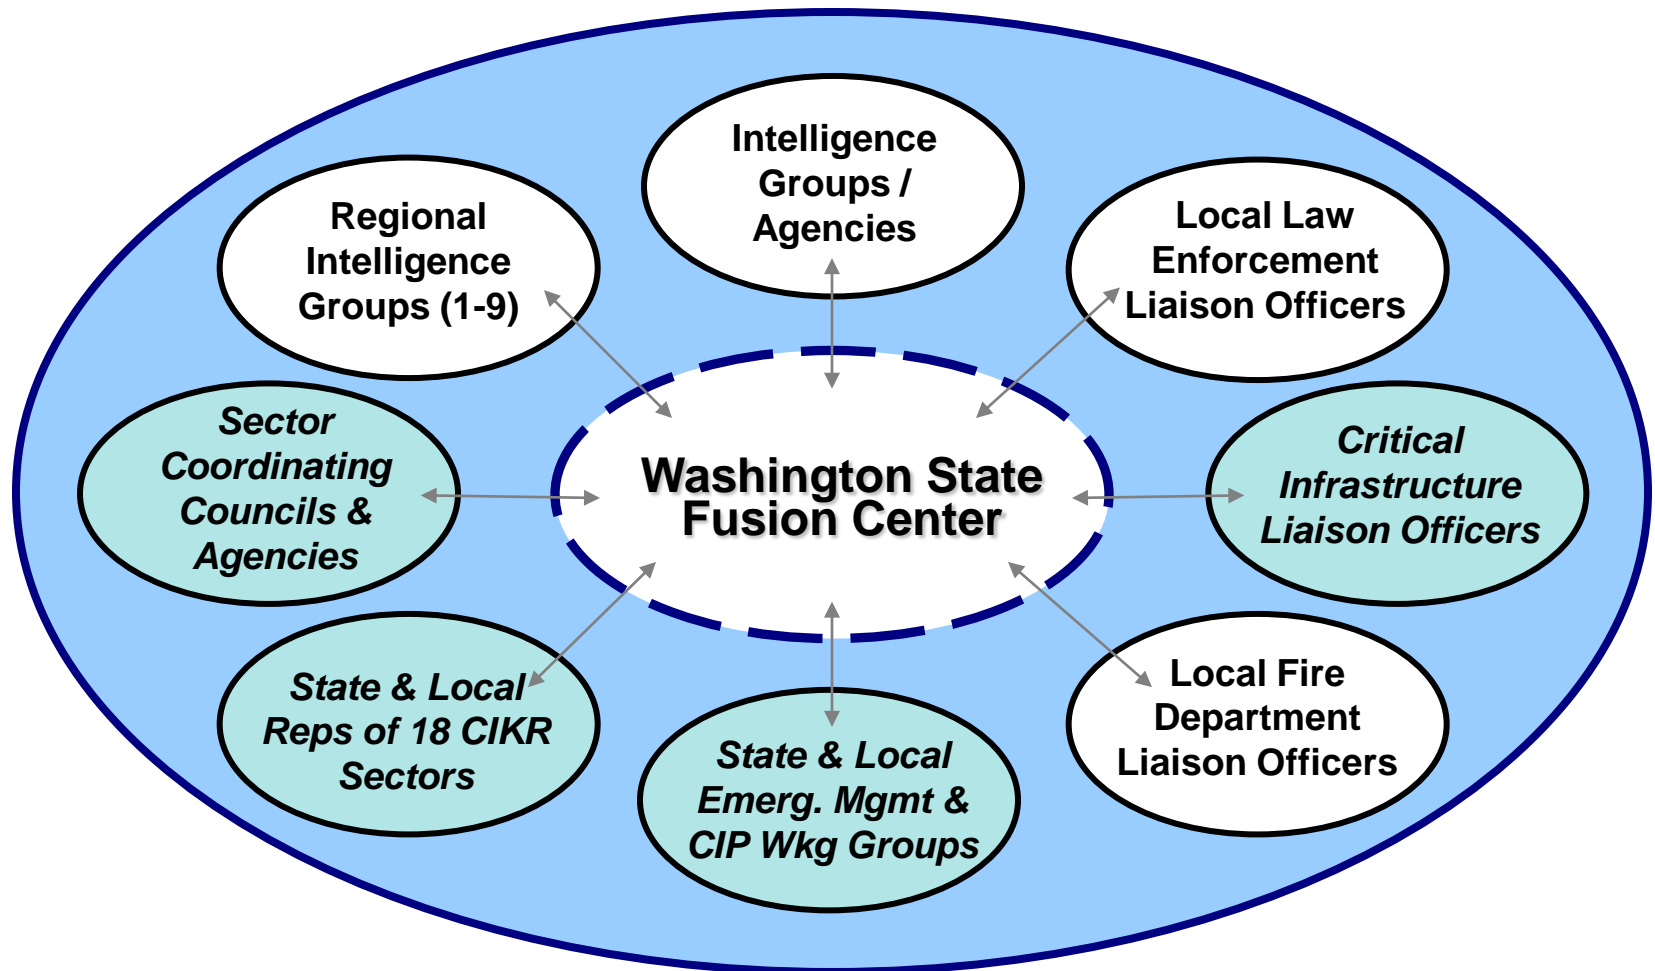 Intelligence
Groups /
Agencies
Regional
Intelligence
Groups (1-9)
Local Law
Enforcement
Liaison Officers
Sector
Coordinating
Councils &
Agencies
Washington State
Fusion Center
Critical
Infrastructure
Liaison Officers
State & Local
Reps of 18 CIKR
Sectors
State & Local
Emerg. Mgmt &
CIP Wkg Groups
Local Fire
Department
Liaison Officers